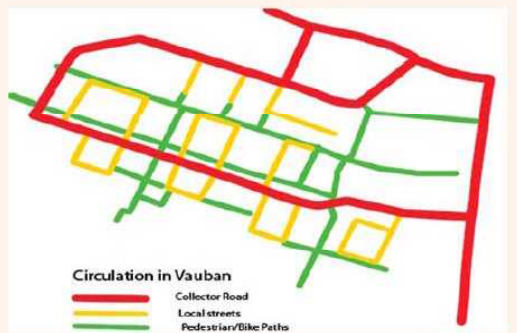 Circulation in Vauban
Collector Road
Local streets
Pedestrian/Bike Paths